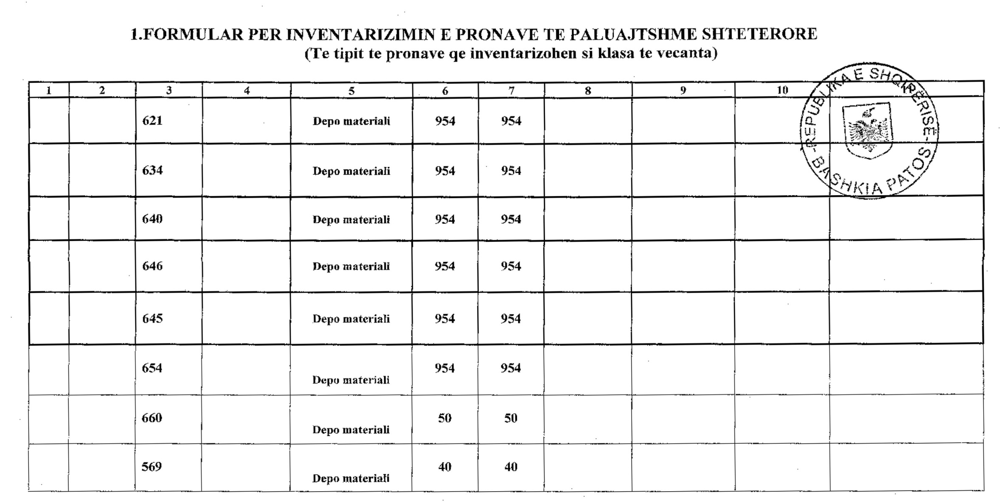 1.FORMULAR PER INVENTARIZIMIN E PRONAVE TE PALUAJTSHME SHTETERORE
(Te tipit te pronave qe inventarizohen si klasa te vecanta)
1 2 3 4 5 6 7 8 9 10 11
621 Depo materiali 954 954
634 Depo materiali 954 954
640 Depo materiali 954 954
646 Depo materiali 954 954
645 Depo materiali 954 954
654 Depo materiali 954 954
660 Depo materiali 50 50
569 Depo materiali 40 40
-REPUBLIKA E SHQIPËRISË-
BASHKIA PATOS